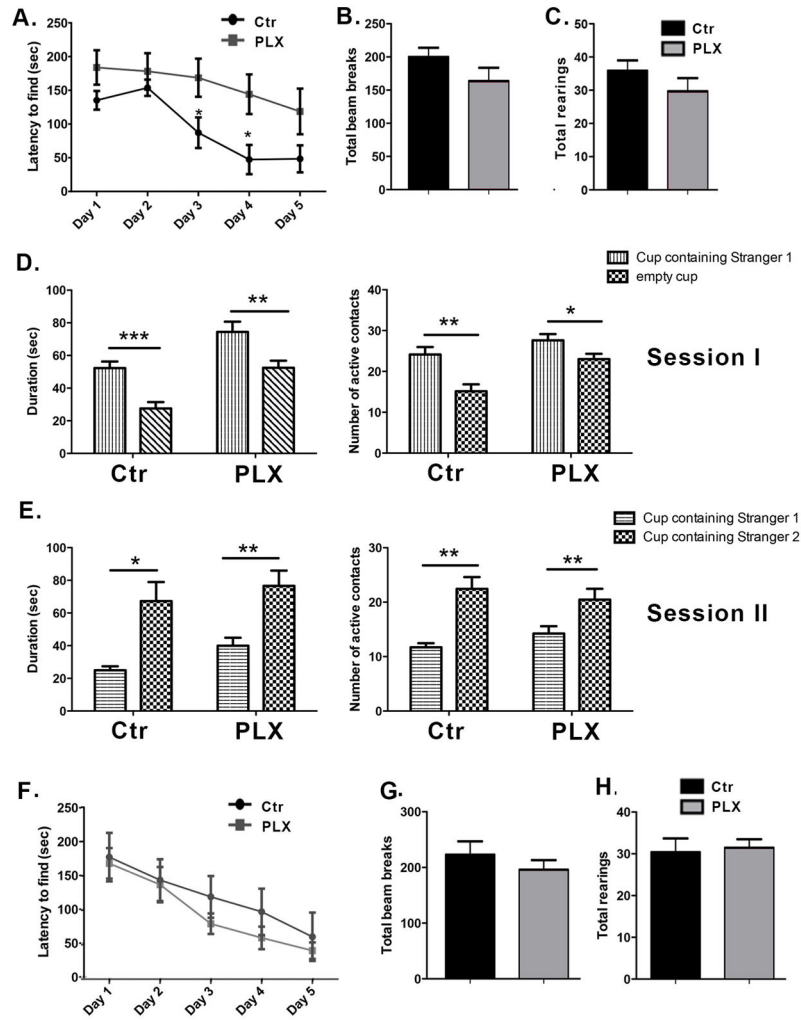 A.
Ctr
PLX
Latency to find (sec)
250
200
150
100
50
0
Day 1
Day 2
Day 3
Day 4
Day 5
*
*
B.
Total beam breaks
250
200
150
100
50
0
C.
Ctr
PLX
Total rearings
50
40
30
20
10
0
D.
Cup containing Stranger 1
empty cup
Duration (sec)
100
80
60
40
20
0
***
**
Ctr
PLX
Number of active contacts
40
30
20
10
0
**
*
Ctr
PLX
Session I
E.
Cup containing Stranger 1
Cup containing Stranger 2
Duration (sec)
100
80
60
40
20
0
*
**
Ctr
PLX
Number of active contacts
30
20
10
0
**
**
Ctr
PLX
Session II
F.
Ctr
PLX
Latency to find (sec)
250
200
150
100
50
0
Day 1
Day 2
Day 3
Day 4
Day 5
G.
Total beam breaks
300
200
100
0
H.
Ctr
PLX
Total rearings
40
30
20
10
0